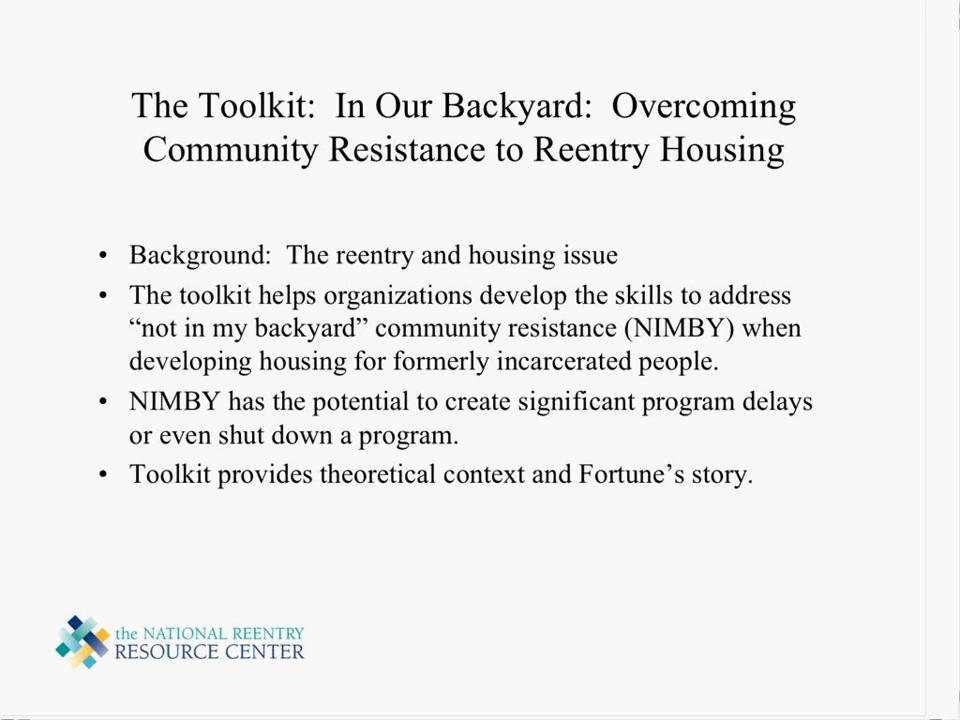 The Toolkit:  In Our Backyard:  Overcoming
Community Resistance to Reentry Housing
• Background:  The reentry and housing issue
• The toolkit helps organizations develop the skills to address
“not in my backyard” community resistance (NIMBY) when
developing housing for formerly incarcerated people.
• NIMBY has the potential to create significant program delays
or even shut down a program.
• Toolkit provides theoretical context and Fortune’s story.
the NATIONAL REENTRY
RESOURCE CENTER